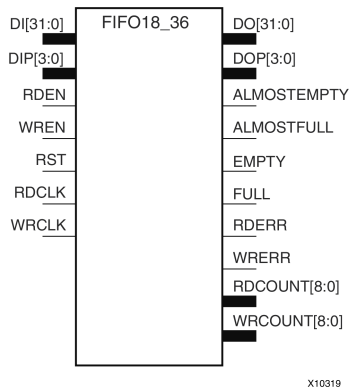 FIFO18_36
DI[31:0]
DIP[3:0]
RDEN
WREN
RST
RDCLK
WRCLK
DO[31:0]
DOP[3:0]
ALMOSTEMPTY
ALMOSTFULL
EMPTY
FULL
RDERR
WRERR
RDCOUNT[8:0]
WRCOUNT[8:0]
X10319